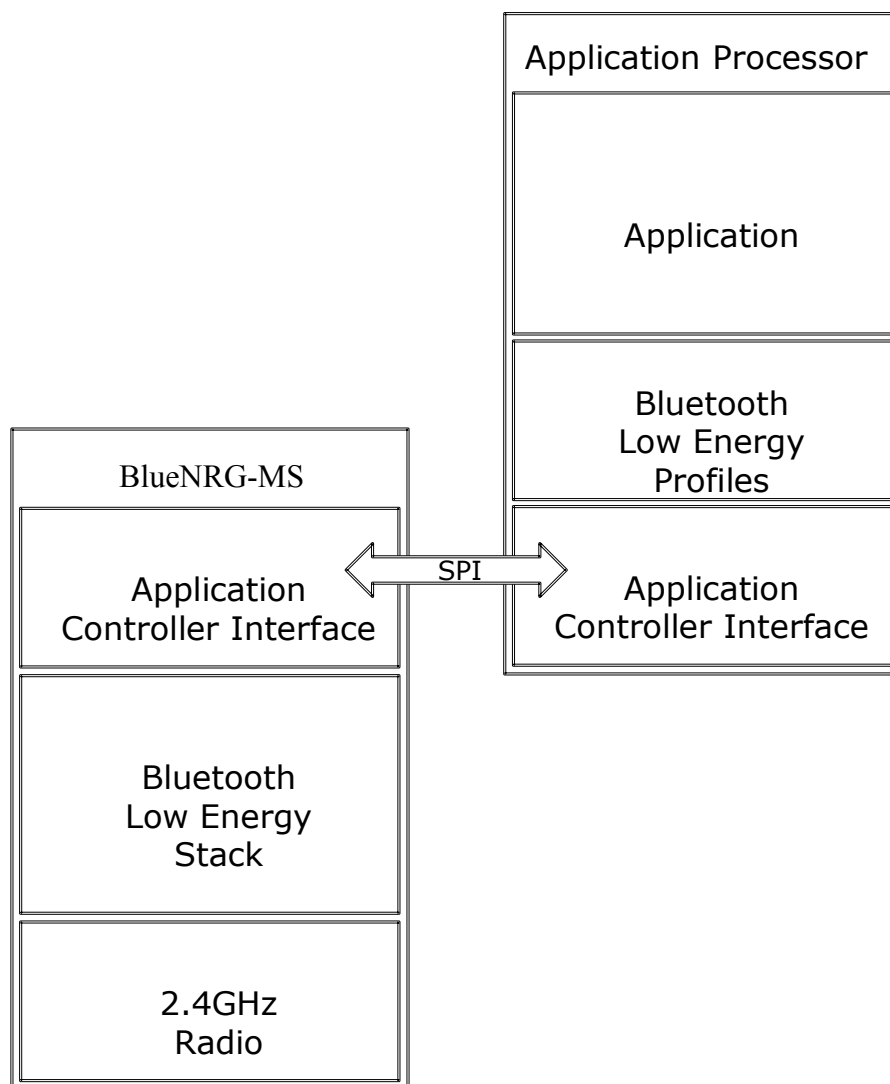 Application Processor
Application
Bluetooth
Low Energy
Profiles
Application
Controller Interface
SPI
BlueNRG-MS
Application
Controller Interface
Bluetooth
Low Energy
Stack
2.4GHz
Radio